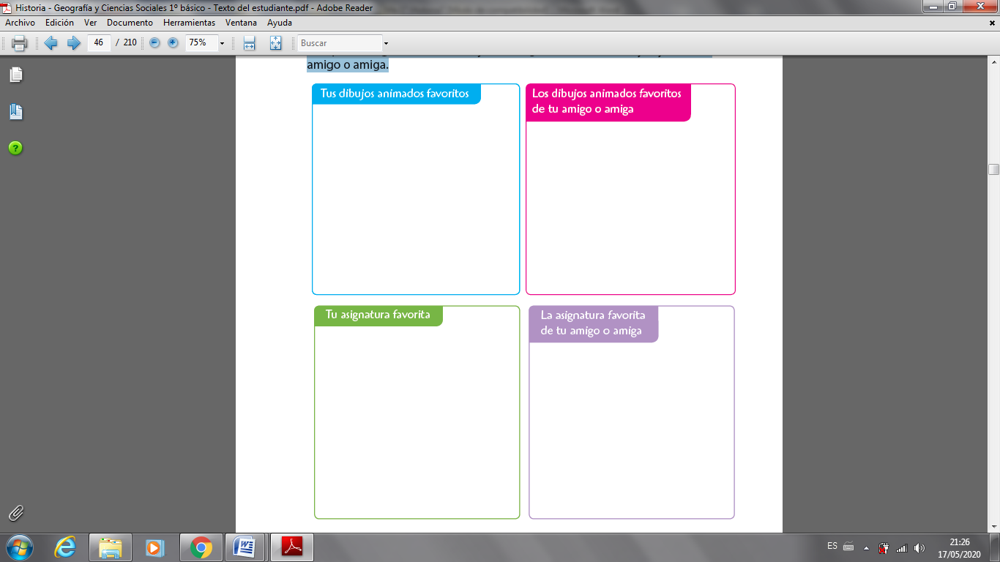 Historia - Geografía y Ciencias Sociales 1º básico - Texto del estudiante.pdf - Adobe Reader
Archivo Edición Ver Documento Herramientas Ventana Ayuda
46 / 210 75% Buscar
amigo o amiga.
Tus dibujos animados favoritos
Los dibujos animados favoritos
de tu amigo o amiga
Tu asignatura favorita
La asignatura favorita
de tu amigo o amiga
ES
21:26
17/05/2020